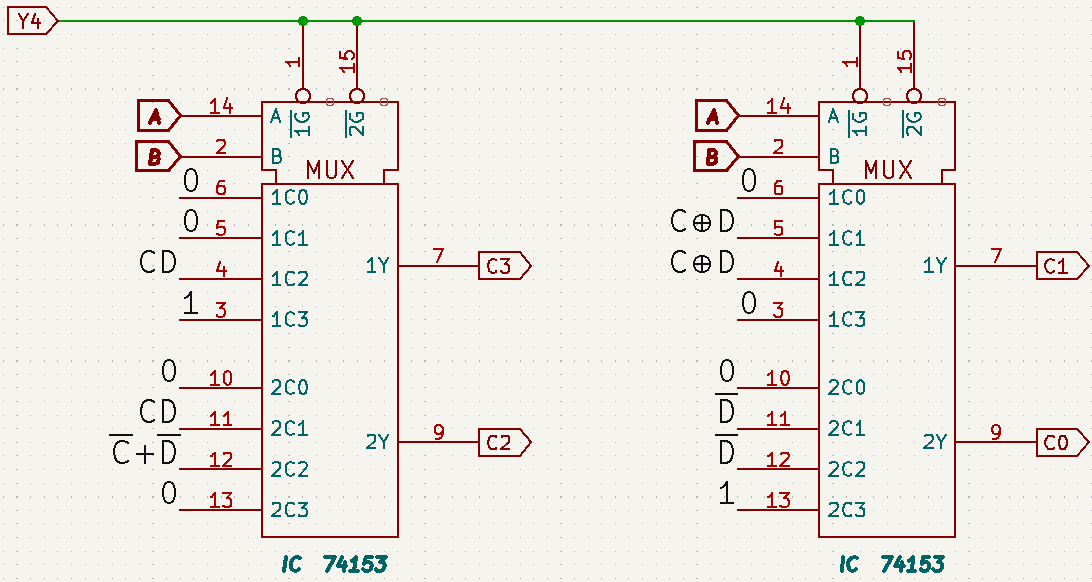 Y4
1 15 1 15
A 14 A 1G 2G A 14 A 1G 2G
B 2 B B 2 B
MUX MUX
0 6 1C0 0 6 1C0
0 5 1C1 C⊕D 5 1C1
1Y 7 C3 1Y 7 C1
CD 4 1C2 C⊕D 4 1C2
1 3 1C3 0 3 1C3
0 10 2C0 0 10 2C0
CD 11 2C1 D̅ 11 2C1
2Y 9 C2 2Y 9 C0
C̅+D̅ 12 2C2 D̅ 12 2C2
0 13 2C3 1 13 2C3
IC 74153 IC 74153